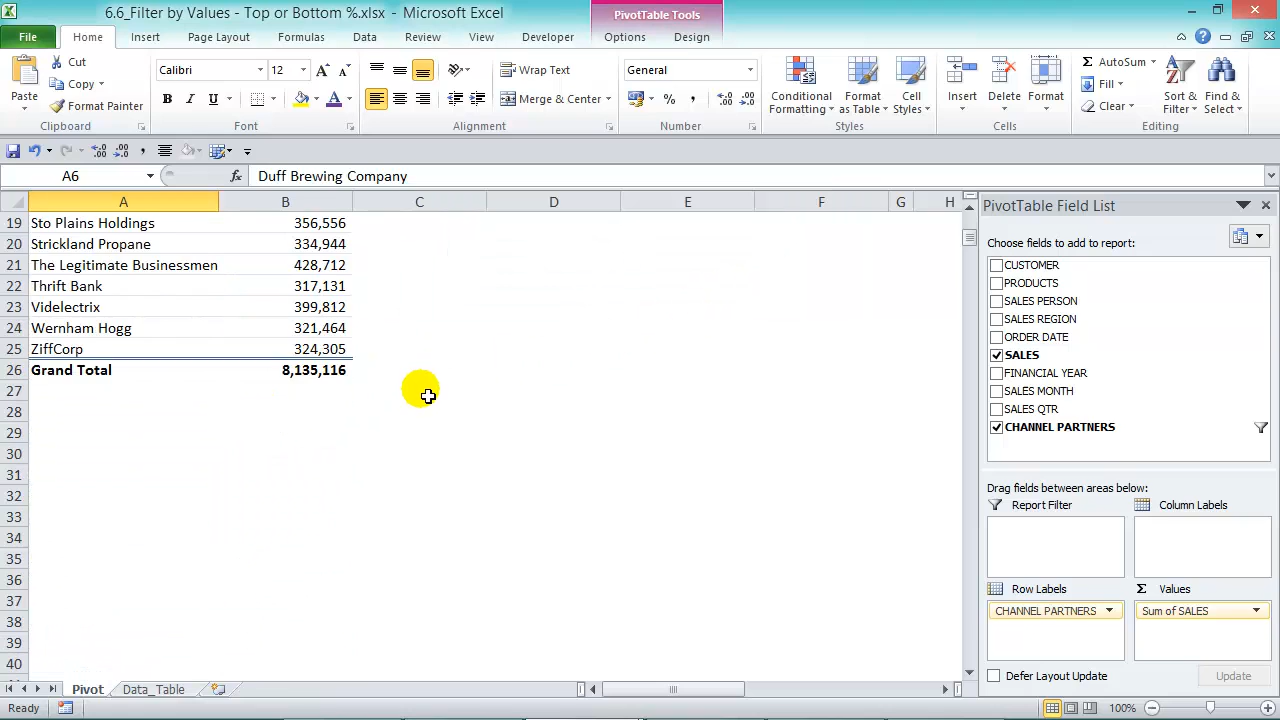 6.6_Filter by Values - Top or Bottom %.xlsx - Microsoft Excel
PivotTable Tools
File Home Insert Page Layout Formulas Data Review View Developer Options Design
Paste
Cut
Copy
Format Painter
Clipboard
Calibri 12
B I U A
Font
Wrap Text
Merge & Center
Alignment
General
% ,
Number
Conditional Formatting
Format as Table
Cell Styles
Styles
Insert
Delete
Format
Cells
Σ AutoSum
Fill
Clear
Sort & Filter
Find & Select
Editing
A6 fx Duff Brewing Company
A B C D E F G H
19 Sto Plains Holdings 356,556
20 Strickland Propane 334,944
21 The Legitimate Businessmen 428,712
22 Thrift Bank 317,131
23 Videlectrix 399,812
24 Wernham Hogg 321,464
25 ZiffCorp 324,305
26 Grand Total 8,135,116
27
28
29
30
31
32
33
34
35
36
37
38
39
40
PivotTable Field List
Choose fields to add to report:
CUSTOMER
PRODUCTS
SALES PERSON
SALES REGION
ORDER DATE
SALES
FINANCIAL YEAR
SALES MONTH
SALES QTR
CHANNEL PARTNERS
Drag fields between areas below:
Report Filter
Column Labels
Row Labels
Σ Values
CHANNEL PARTNERS
Sum of SALES
Defer Layout Update
Update
Pivot Data_Table
Ready
100%